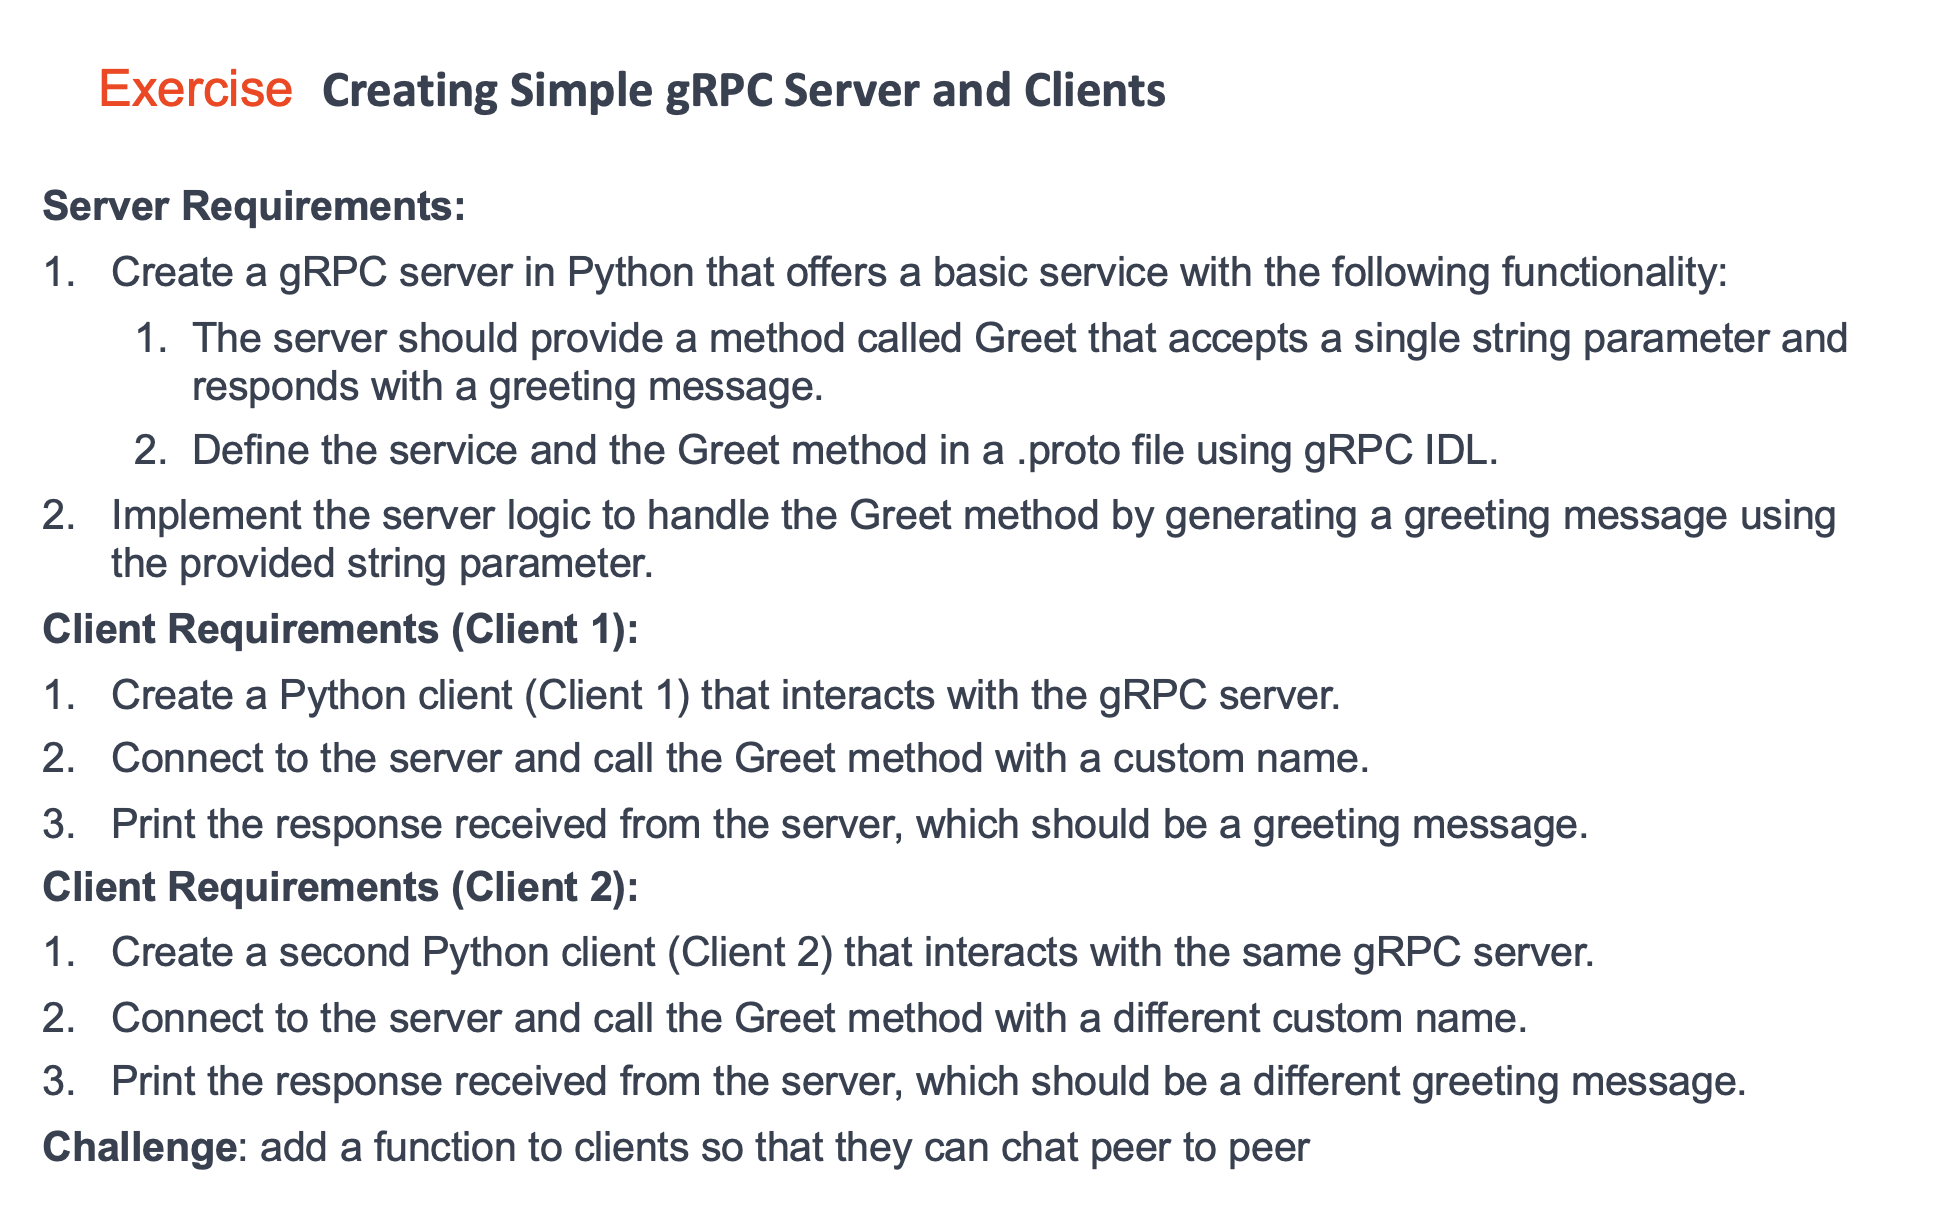 Exercise Creating Simple gRPC Server and Clients
Server Requirements:
1. Create a gRPC server in Python that offers a basic service with the following functionality:
1. The server should provide a method called Greet that accepts a single string parameter and
responds with a greeting message.
2. Define the service and the Greet method in a .proto file using gRPC IDL.
2. Implement the server logic to handle the Greet method by generating a greeting message using
the provided string parameter.
Client Requirements (Client 1):
1. Create a Python client (Client 1) that interacts with the gRPC server.
2. Connect to the server and call the Greet method with a custom name.
3. Print the response received from the server, which should be a greeting message.
Client Requirements (Client 2):
1. Create a second Python client (Client 2) that interacts with the same gRPC server.
2. Connect to the server and call the Greet method with a different custom name.
3. Print the response received from the server, which should be a different greeting message.
Challenge: add a function to clients so that they can chat peer to peer